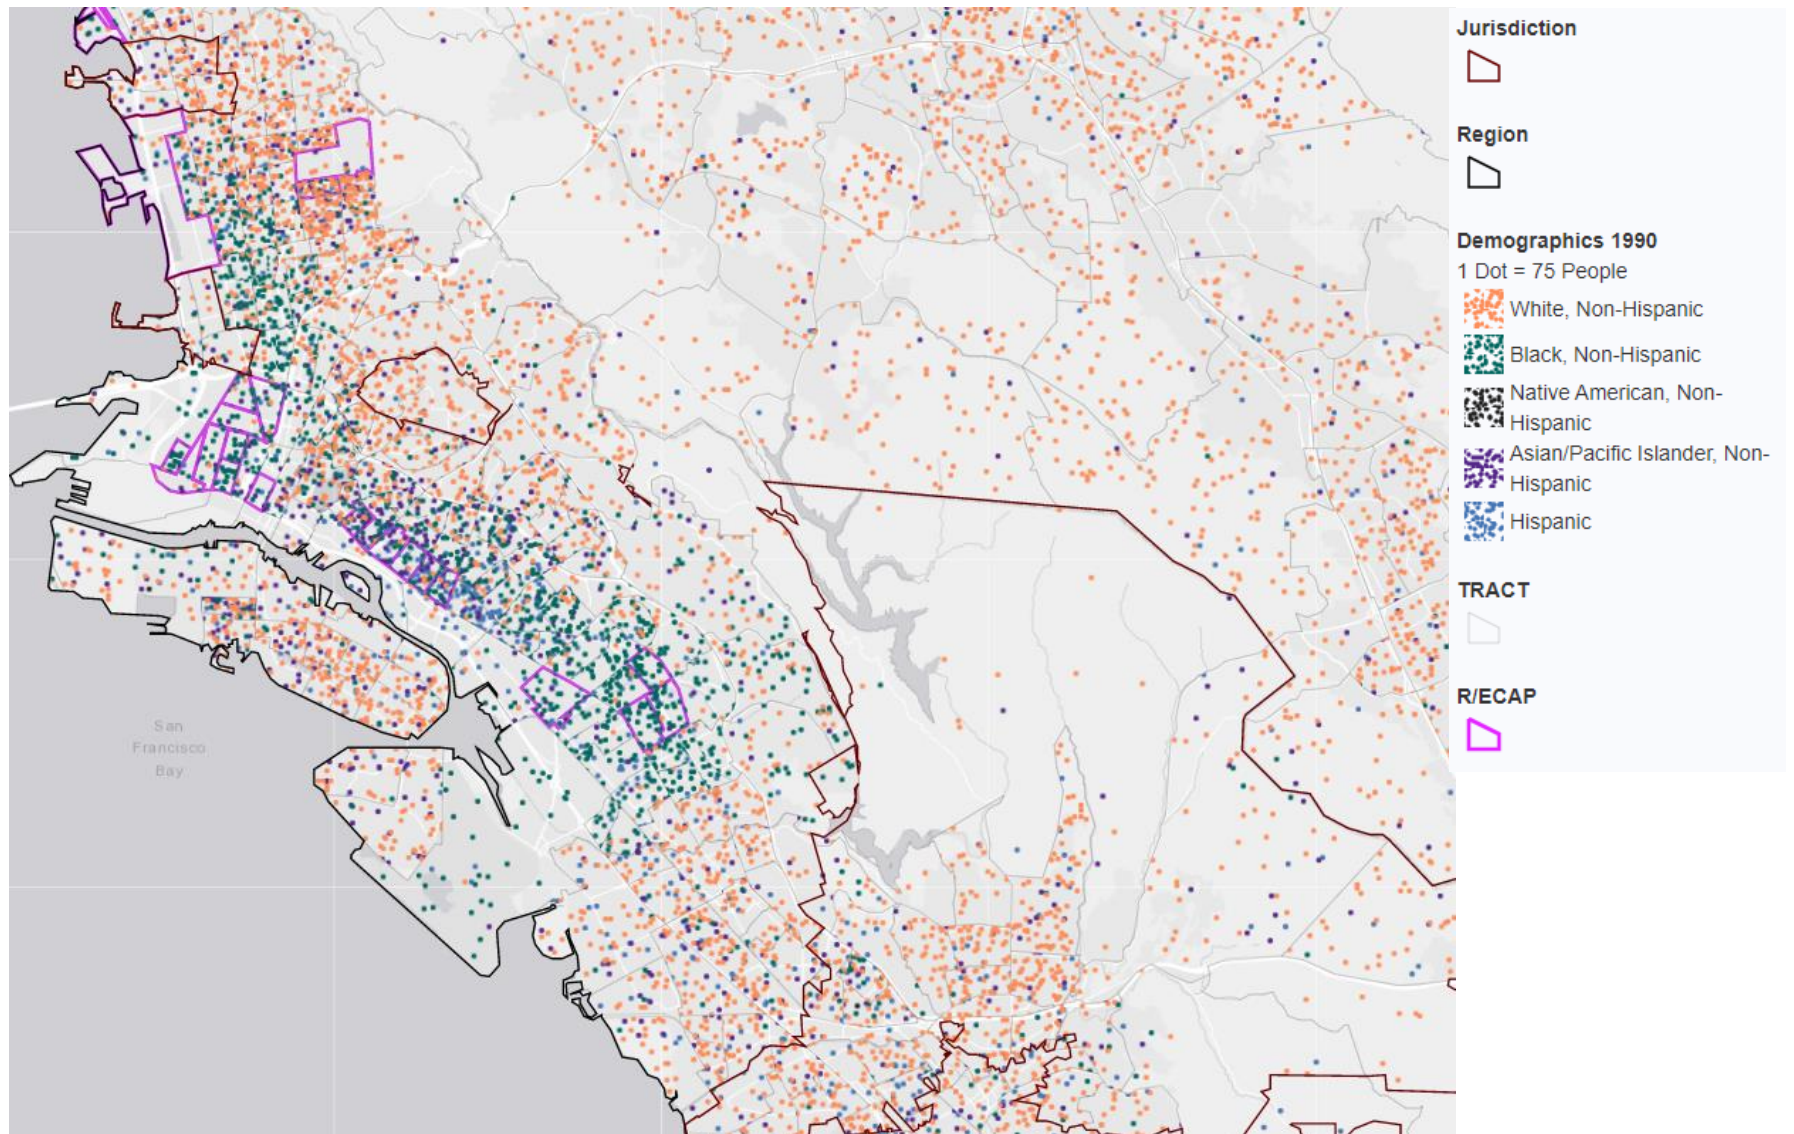 Jurisdiction
Region
Demographics 1990
1 Dot = 75 People
White, Non-Hispanic
Black, Non-Hispanic
Native American, Non-
Hispanic
Asian/Pacific Islander, Non-
Hispanic
Hispanic
TRACT
R/ECAP
San
Francisco
Bay